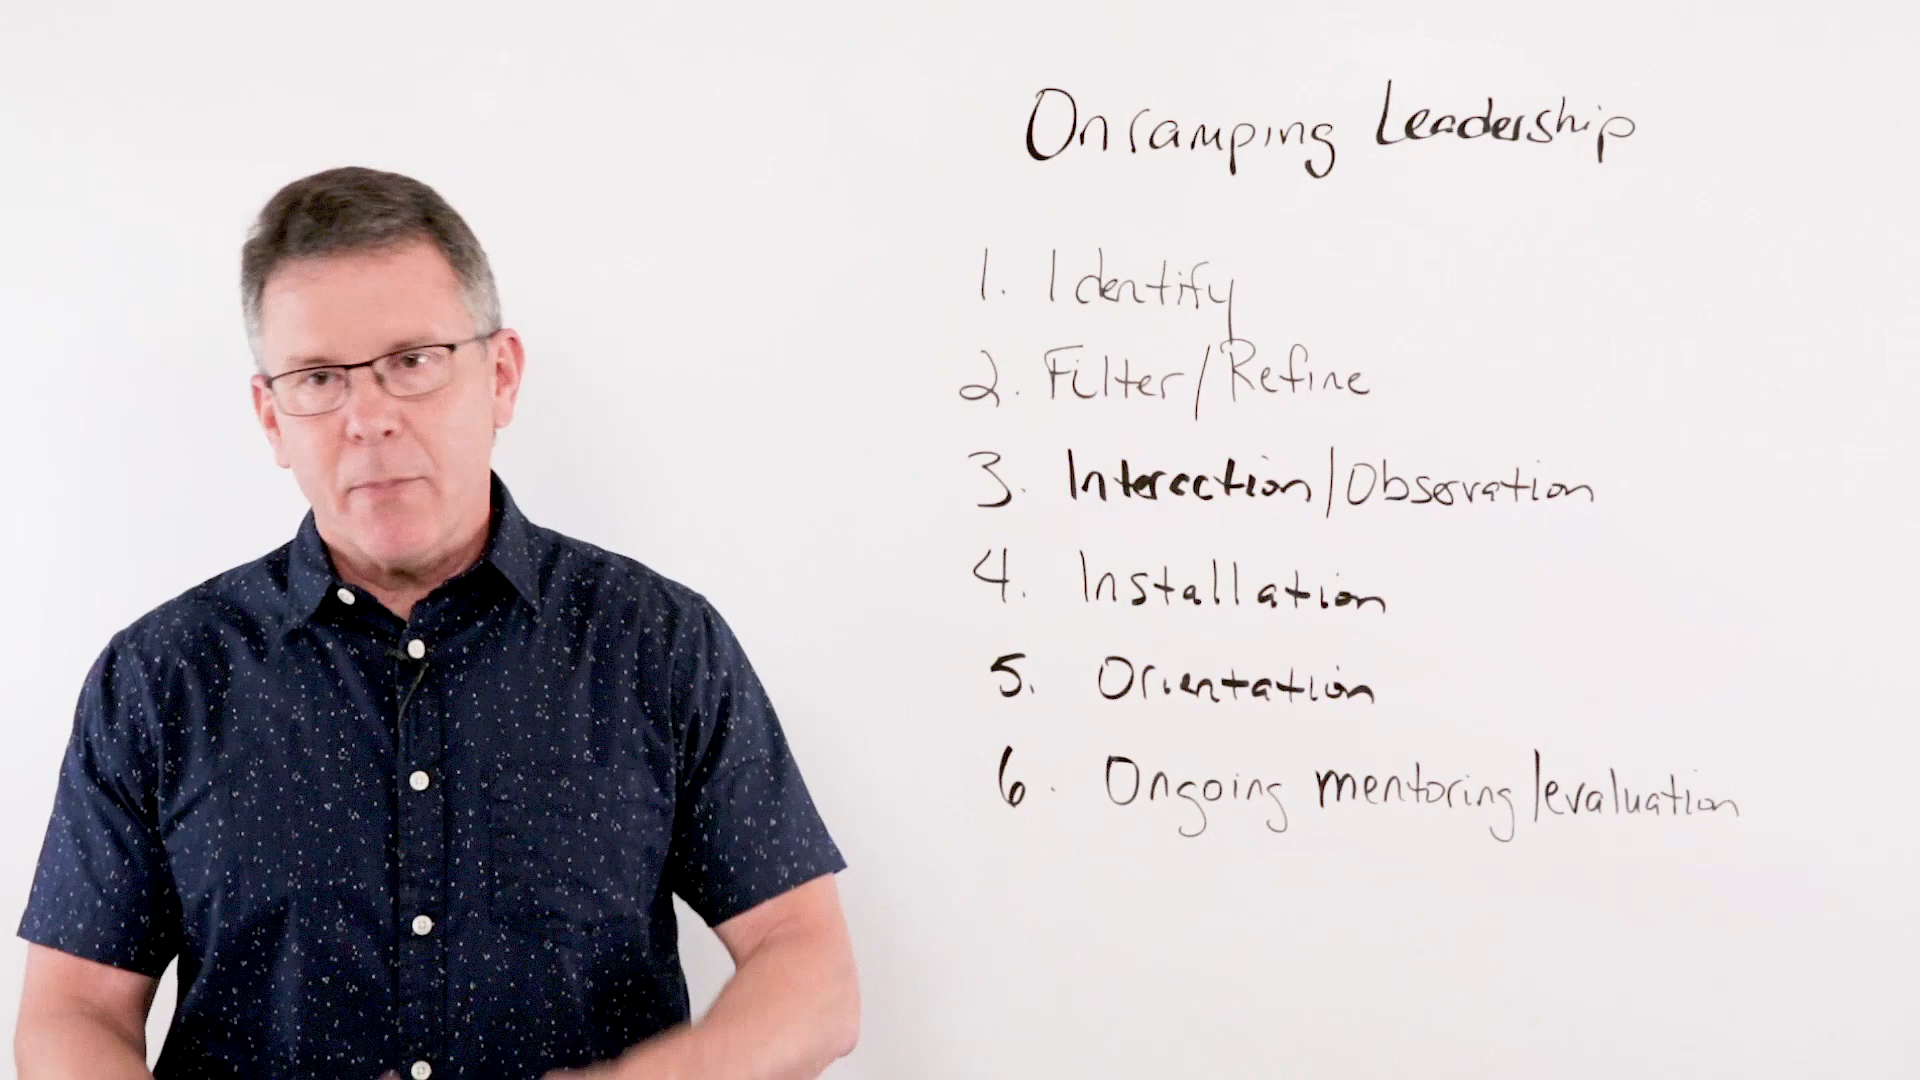 Onramping Leadership
1. Identify
2. Filter/Refine
3. Interaction/Observation
4. Installation
5. Orientation
6. Ongoing mentoring/evaluation